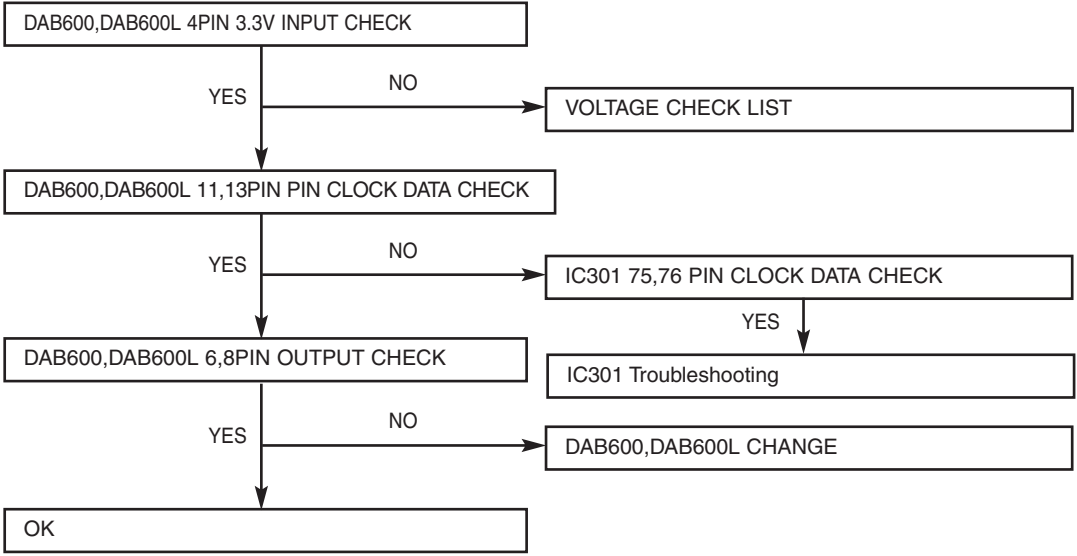 DAB600,DAB600L 4PIN 3.3V INPUT CHECK
YES
NO
VOLTAGE CHECK LIST
DAB600,DAB600L 11,13PIN PIN CLOCK DATA CHECK
YES
NO
IC301 75,76 PIN CLOCK DATA CHECK
YES
DAB600,DAB600L 6,8PIN OUTPUT CHECK
IC301 Troubleshooting
YES
NO
DAB600,DAB600L CHANGE
OK